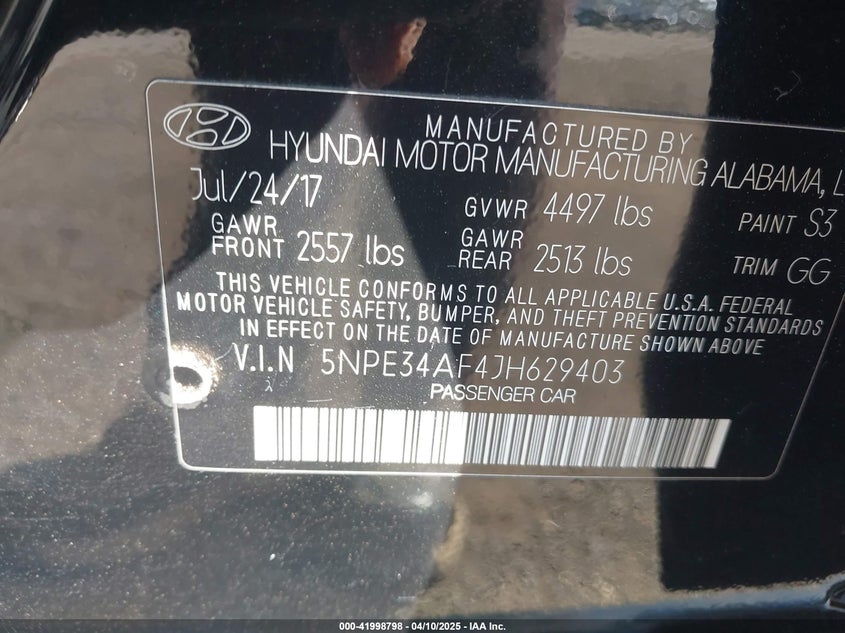 MANUFACTURED BY
HYUNDAI MOTOR MANUFACTURING ALABAMA, L
Jul/24/17 GVWR 4497 lbs PAINT S3
GAWR FRONT 2557 lbs GAWR REAR 2513 lbs TRIM GG
THIS VEHICLE CONFORMS TO ALL APPLICABLE U.S.A. FEDERAL
MOTOR VEHICLE SAFETY, BUMPER, AND THEFT PREVENTION STANDARDS
IN EFFECT ON THE DATE OF MANUFACTURE SHOWN ABOVE
V.I.N 5NPE34AF4JH629403
PASSENGER CAR
000-41998798 - 04/10/2025 - IAA Inc.